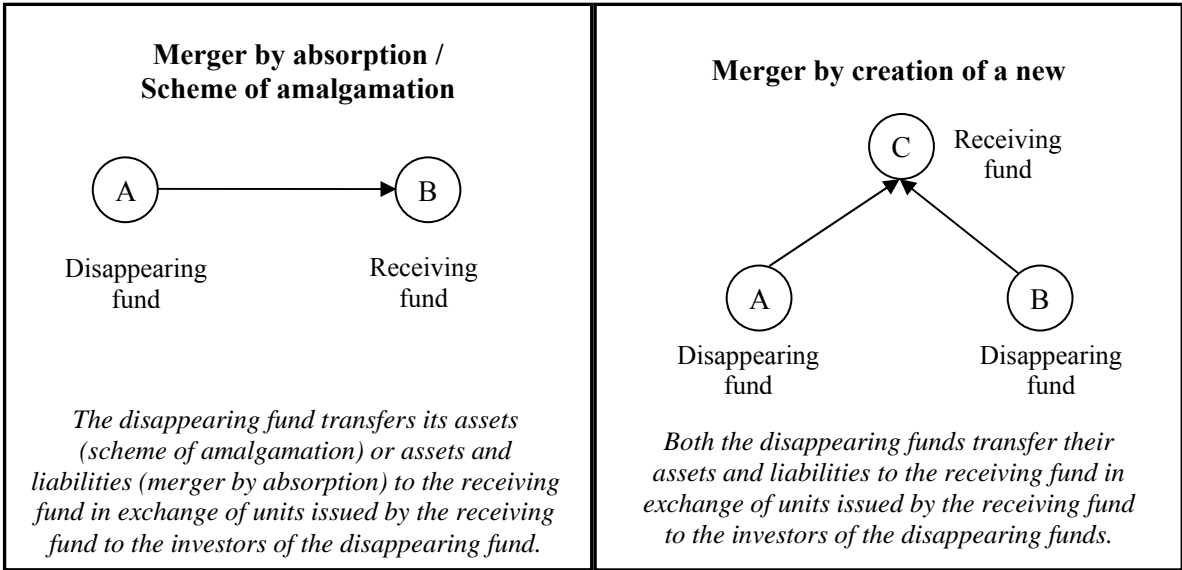 Merger by absorption /
Scheme of amalgamation
A
B
Disappearing
fund
Receiving
fund
The disappearing fund transfers its assets
(scheme of amalgamation) or assets and
liabilities (merger by absorption) to the receiving
fund in exchange of units issued by the receiving
fund to the investors of the disappearing fund.
Merger by creation of a new
C
Receiving
fund
A
B
Disappearing
fund
Disappearing
fund
Both the disappearing funds transfer their
assets and liabilities to the receiving fund in
exchange of units issued by the receiving fund
to the investors of the disappearing funds.